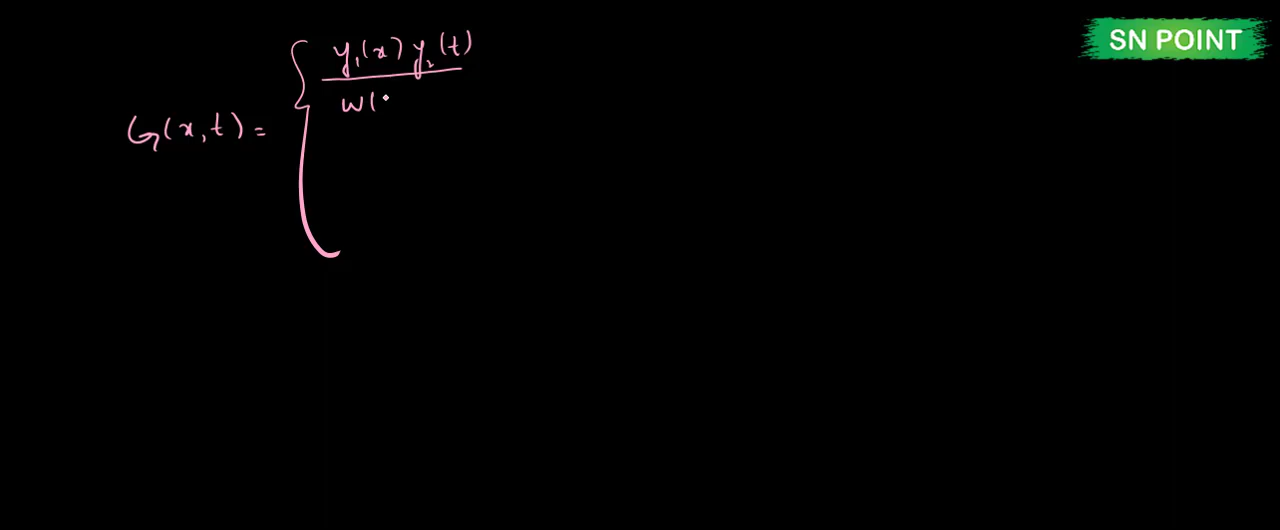 SN POINT
y₁(x) y₂(t)
W(
G(x,t) =